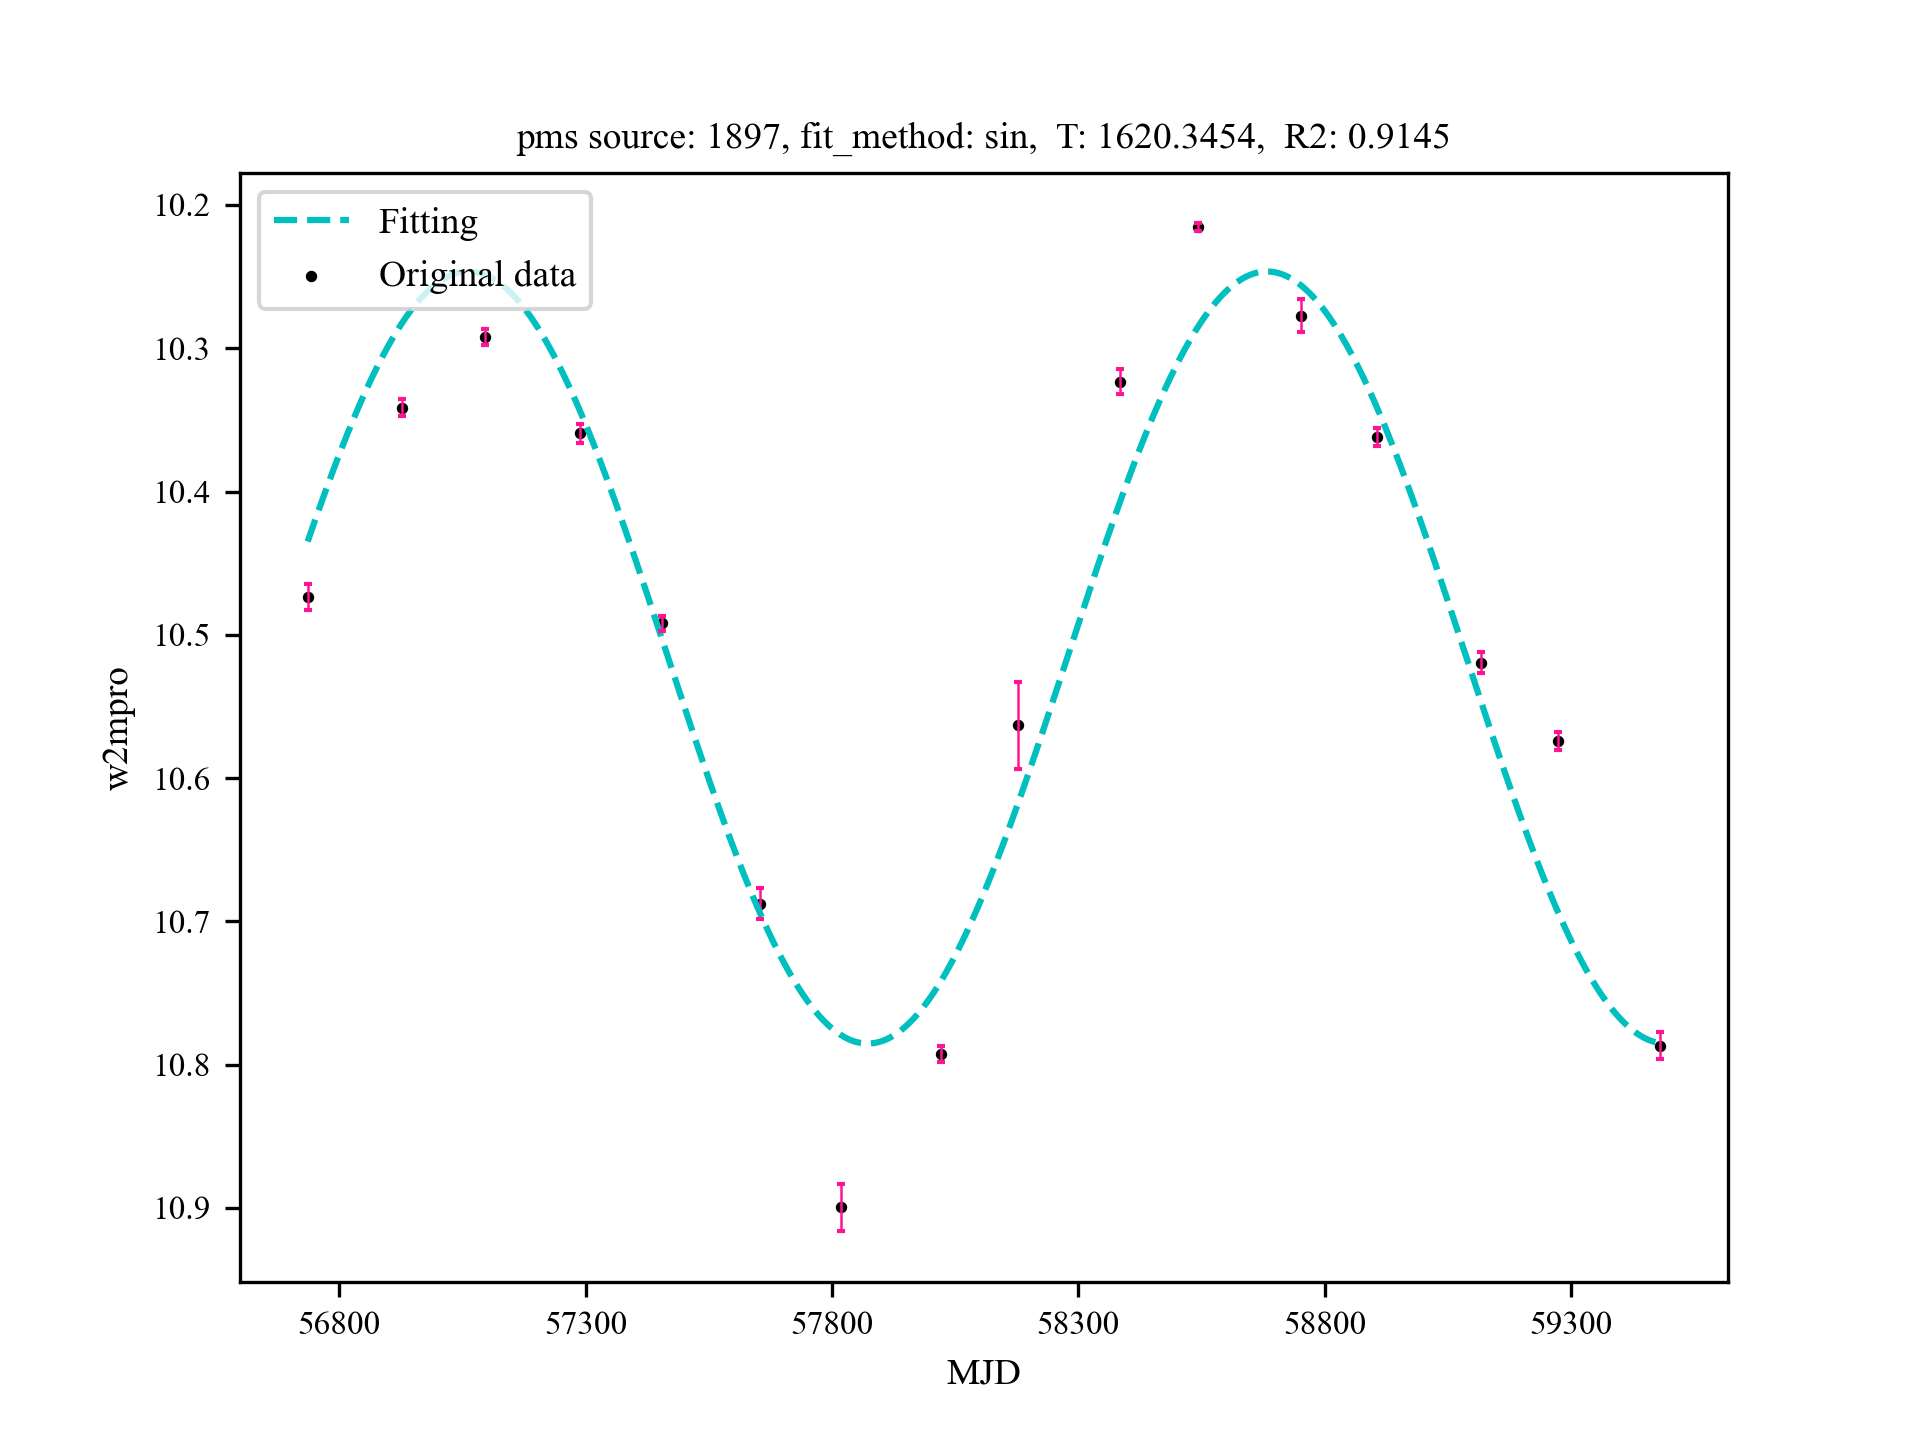 pms source: 1897, fit_method: sin,  T: 1620.3454,  R2: 0.9145
Fitting
Original data
10.2
10.3
10.4
10.5
10.6
10.7
10.8
10.9
w2mpro
56800 57300 57800 58300 58800 59300
MJD